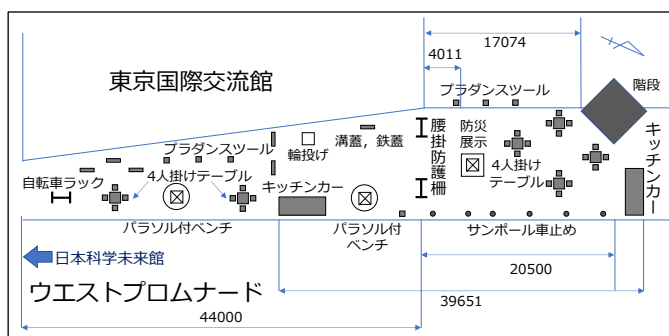 17074
4011
東京国際交流館
プラダンスツール
階段
プラダンスツール
輪投げ
溝蓋，鉄蓋
腰掛防護柵
防災
展示
キッチンカー
自転車ラック
4人掛けテーブル
キッチンカー
4人掛け
テーブル
パラソル付ベンチ
パラソル付
ベンチ
サンポール車止め
日本科学未来館
20500
ウエストプロムナード
39651
44000